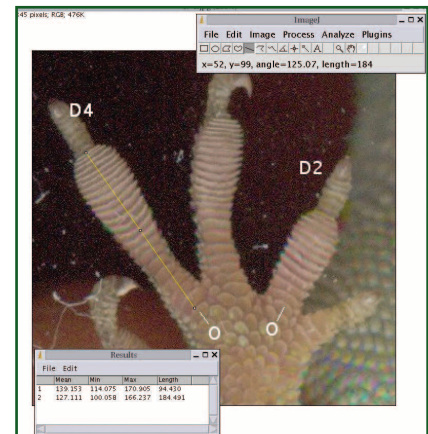 345 pixels; RGB; 476K
ImageJ
File Edit Image Process Analyze Plugins
x=52, y=99, angle=125.07, length=184
D4
D2
O
O
Results
File Edit
Mean Min Max Length
1 139.153 114.075 170.905 94.430
2 127.111 100.058 166.237 184.491